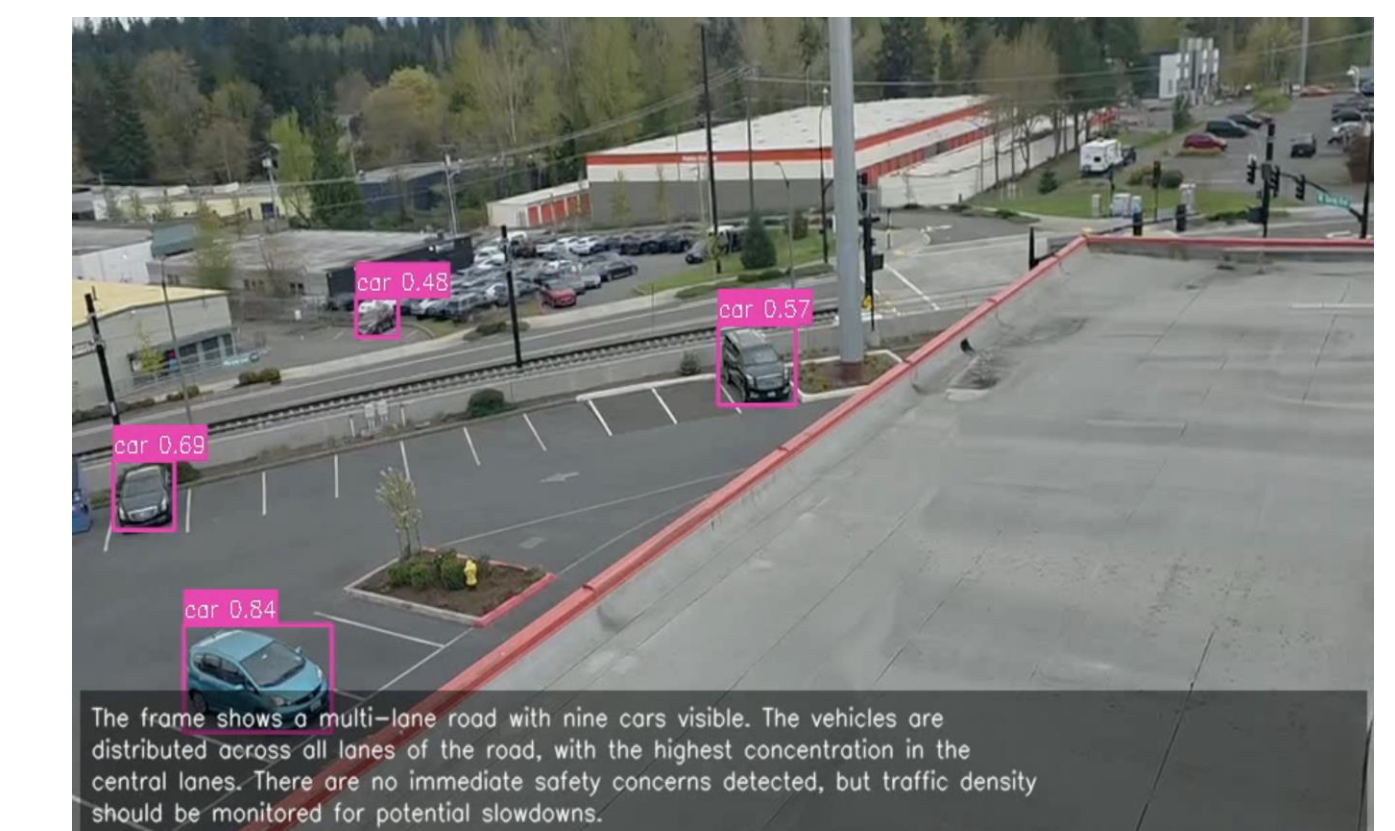 car 0.48
car 0.57
car 0.69
car 0.84
The frame shows a multi-lane road with nine cars visible. The vehicles are
distributed across all lanes of the road, with the highest concentration in the
central lanes. There are no immediate safety concerns detected, but traffic density
should be monitored for potential slowdowns.